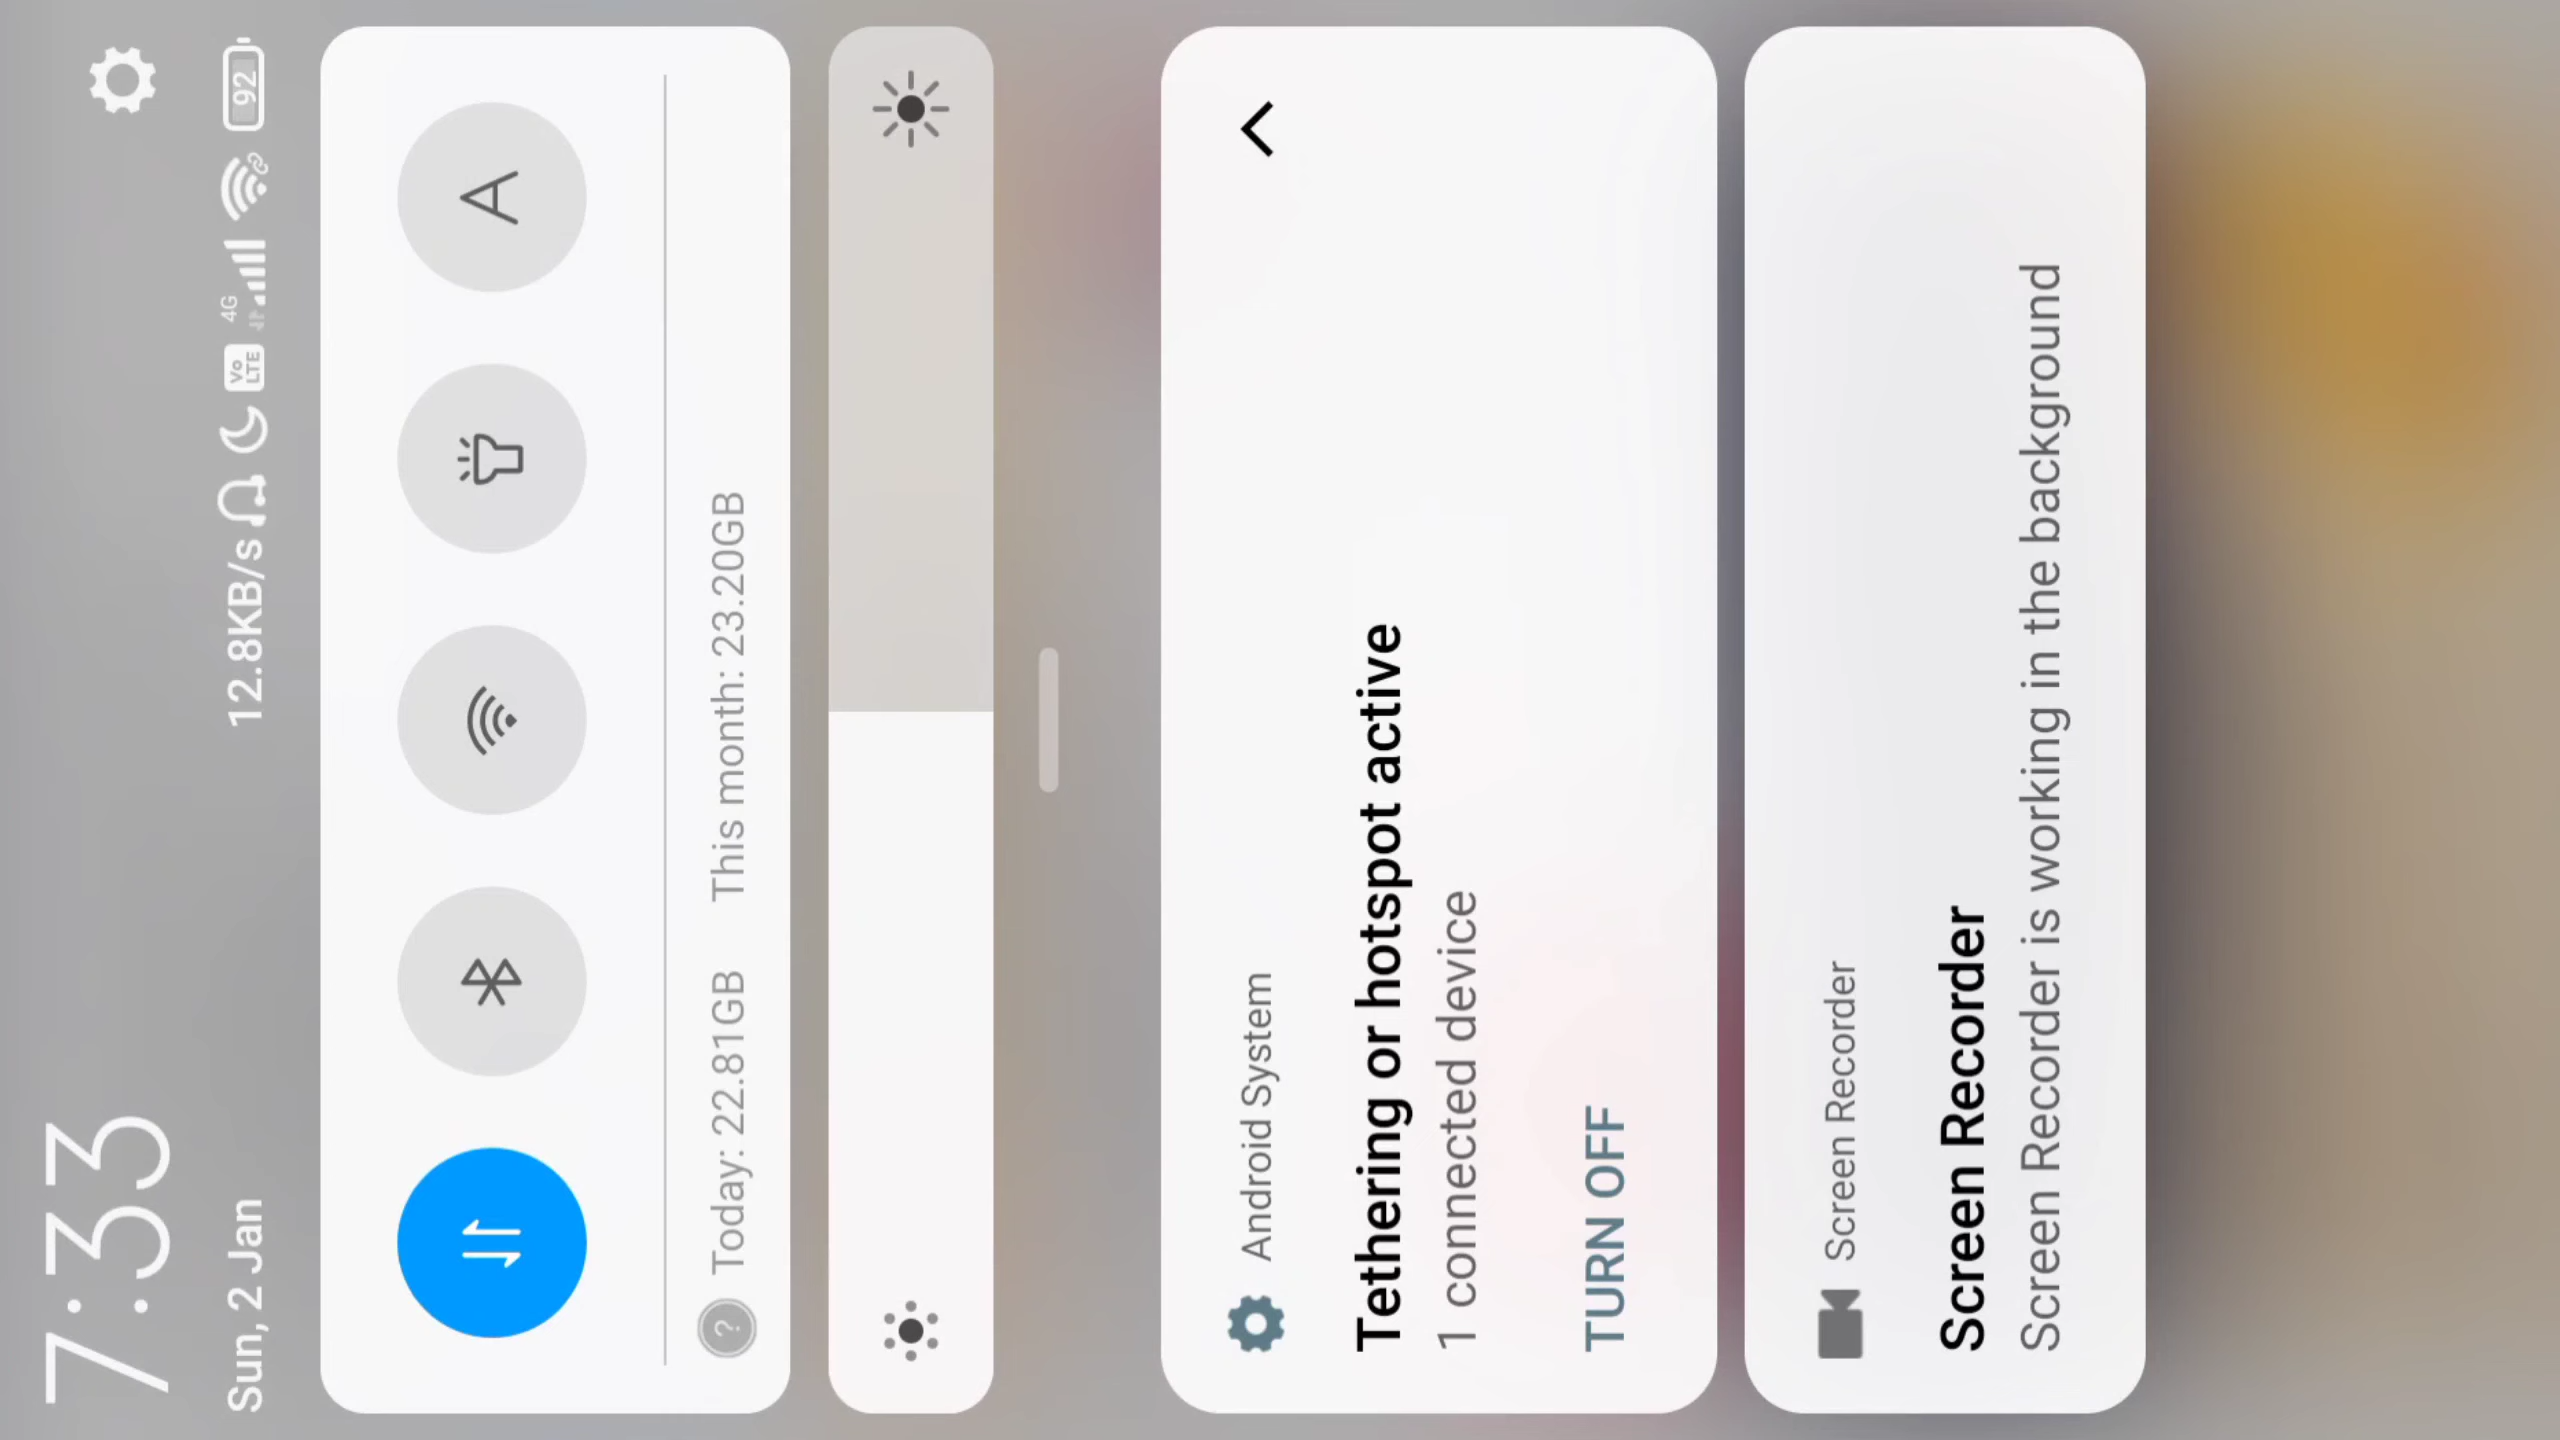 7:33
Sun, 2 Jan
12.8KB/s
Vo
LTE
4G
92
A
Today: 22.81GB
This month: 23.20GB
Android System
Tethering or hotspot active
1 connected device
TURN OFF
Screen Recorder
Screen Recorder
Screen Recorder is working in the background